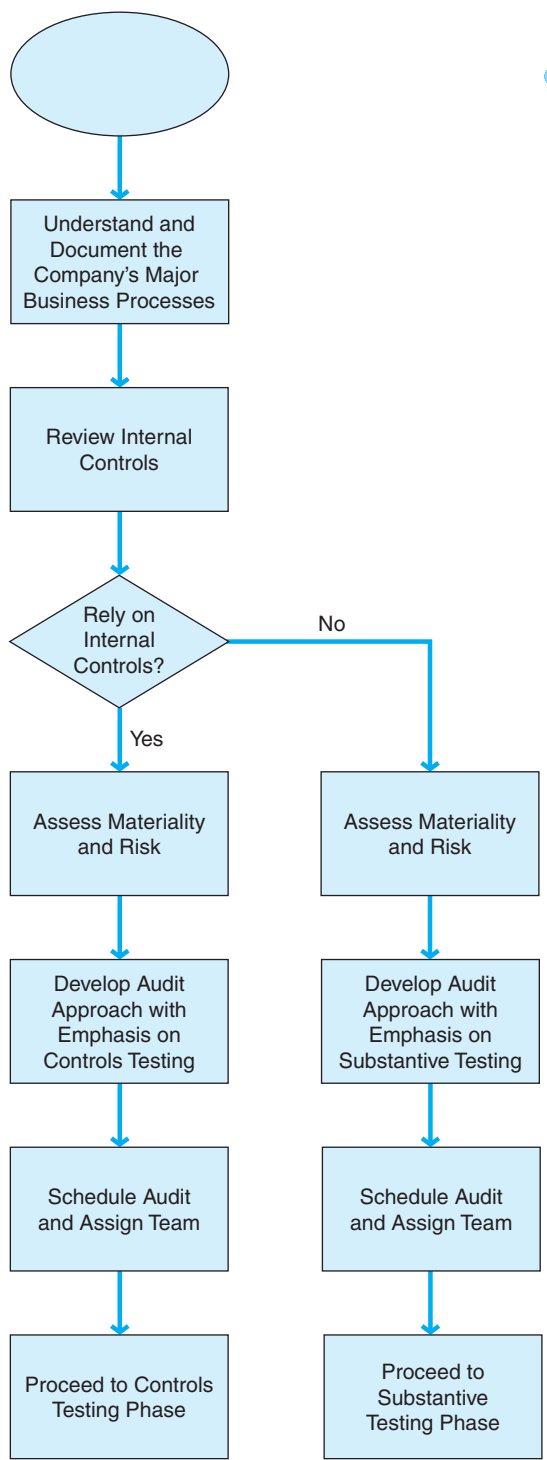 Understand and
Document the
Company's Major
Business Processes
Review Internal
Controls
Rely on
Internal
Controls?
No
Yes
Assess Materiality
and Risk
Assess Materiality
and Risk
Develop Audit
Approach with
Emphasis on
Controls Testing
Develop Audit
Approach with
Emphasis on
Substantive Testing
Schedule Audit
and Assign Team
Schedule Audit
and Assign Team
Proceed to Controls
Testing Phase
Proceed to
Substantive
Testing Phase